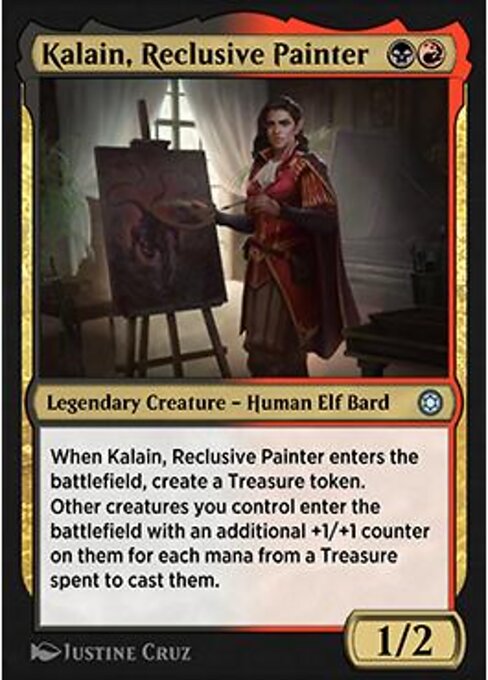 Kalain, Reclusive Painter
Legendary Creature – Human Elf Bard
When Kalain, Reclusive Painter enters the
battlefield, create a Treasure token.
Other creatures you control enter the
battlefield with an additional +1/+1 counter
on them for each mana from a Treasure
spent to cast them.
1/2
Justine Cruz